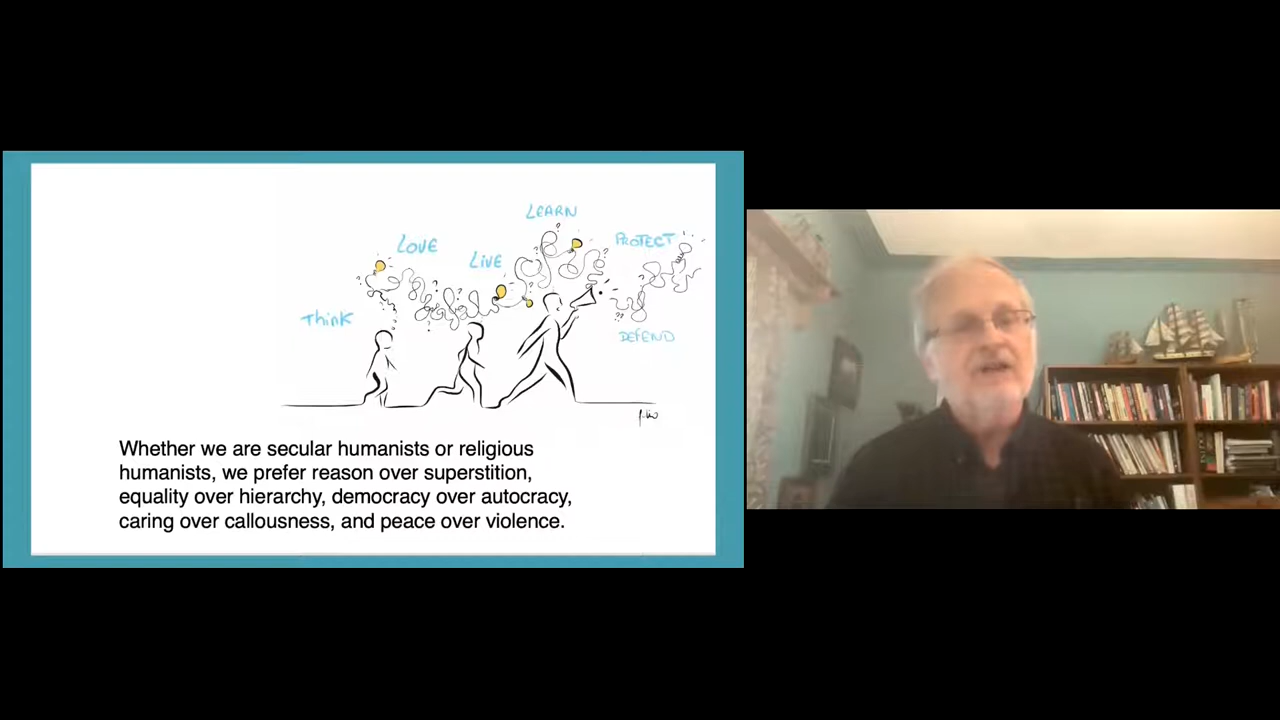 LEARN
LOVE
PROTECT
LIVE
Think
DEFEND
Whether we are secular humanists or religious
humanists, we prefer reason over superstition,
equality over hierarchy, democracy over autocracy,
caring over callousness, and peace over violence.